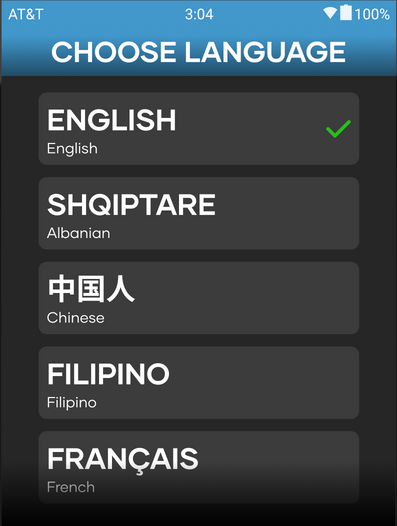 AT&T 3:04 100%
CHOOSE LANGUAGE
ENGLISH
English
SHQIPTARE
Albanian
中国人
Chinese
FILIPINO
Filipino
FRANÇAIS
French